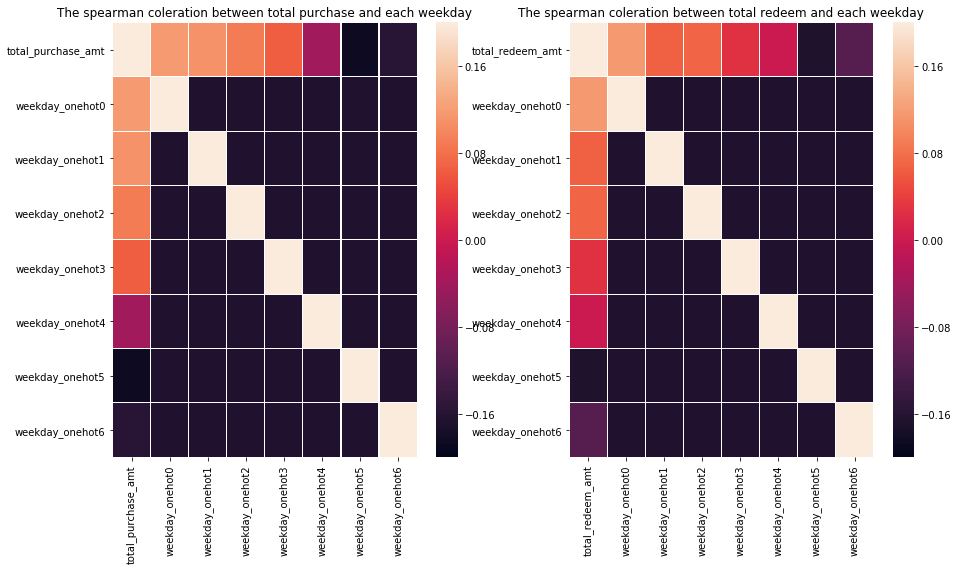 The spearman coleration between total purchase and each weekday
total_purchase_amt
weekday_onehot0
weekday_onehot1
weekday_onehot2
weekday_onehot3
weekday_onehot4
weekday_onehot5
weekday_onehot6
total_purchase_amt
weekday_onehot0
weekday_onehot1
weekday_onehot2
weekday_onehot3
weekday_onehot4
weekday_onehot5
weekday_onehot6
0.16
0.08
0.00
−0.08
−0.16
The spearman coleration between total redeem and each weekday
total_redeem_amt
weekday_onehot0
weekday_onehot1
weekday_onehot2
weekday_onehot3
weekday_onehot4
weekday_onehot5
weekday_onehot6
total_redeem_amt
weekday_onehot0
weekday_onehot1
weekday_onehot2
weekday_onehot3
weekday_onehot4
weekday_onehot5
weekday_onehot6
0.16
0.08
0.00
−0.08
−0.16